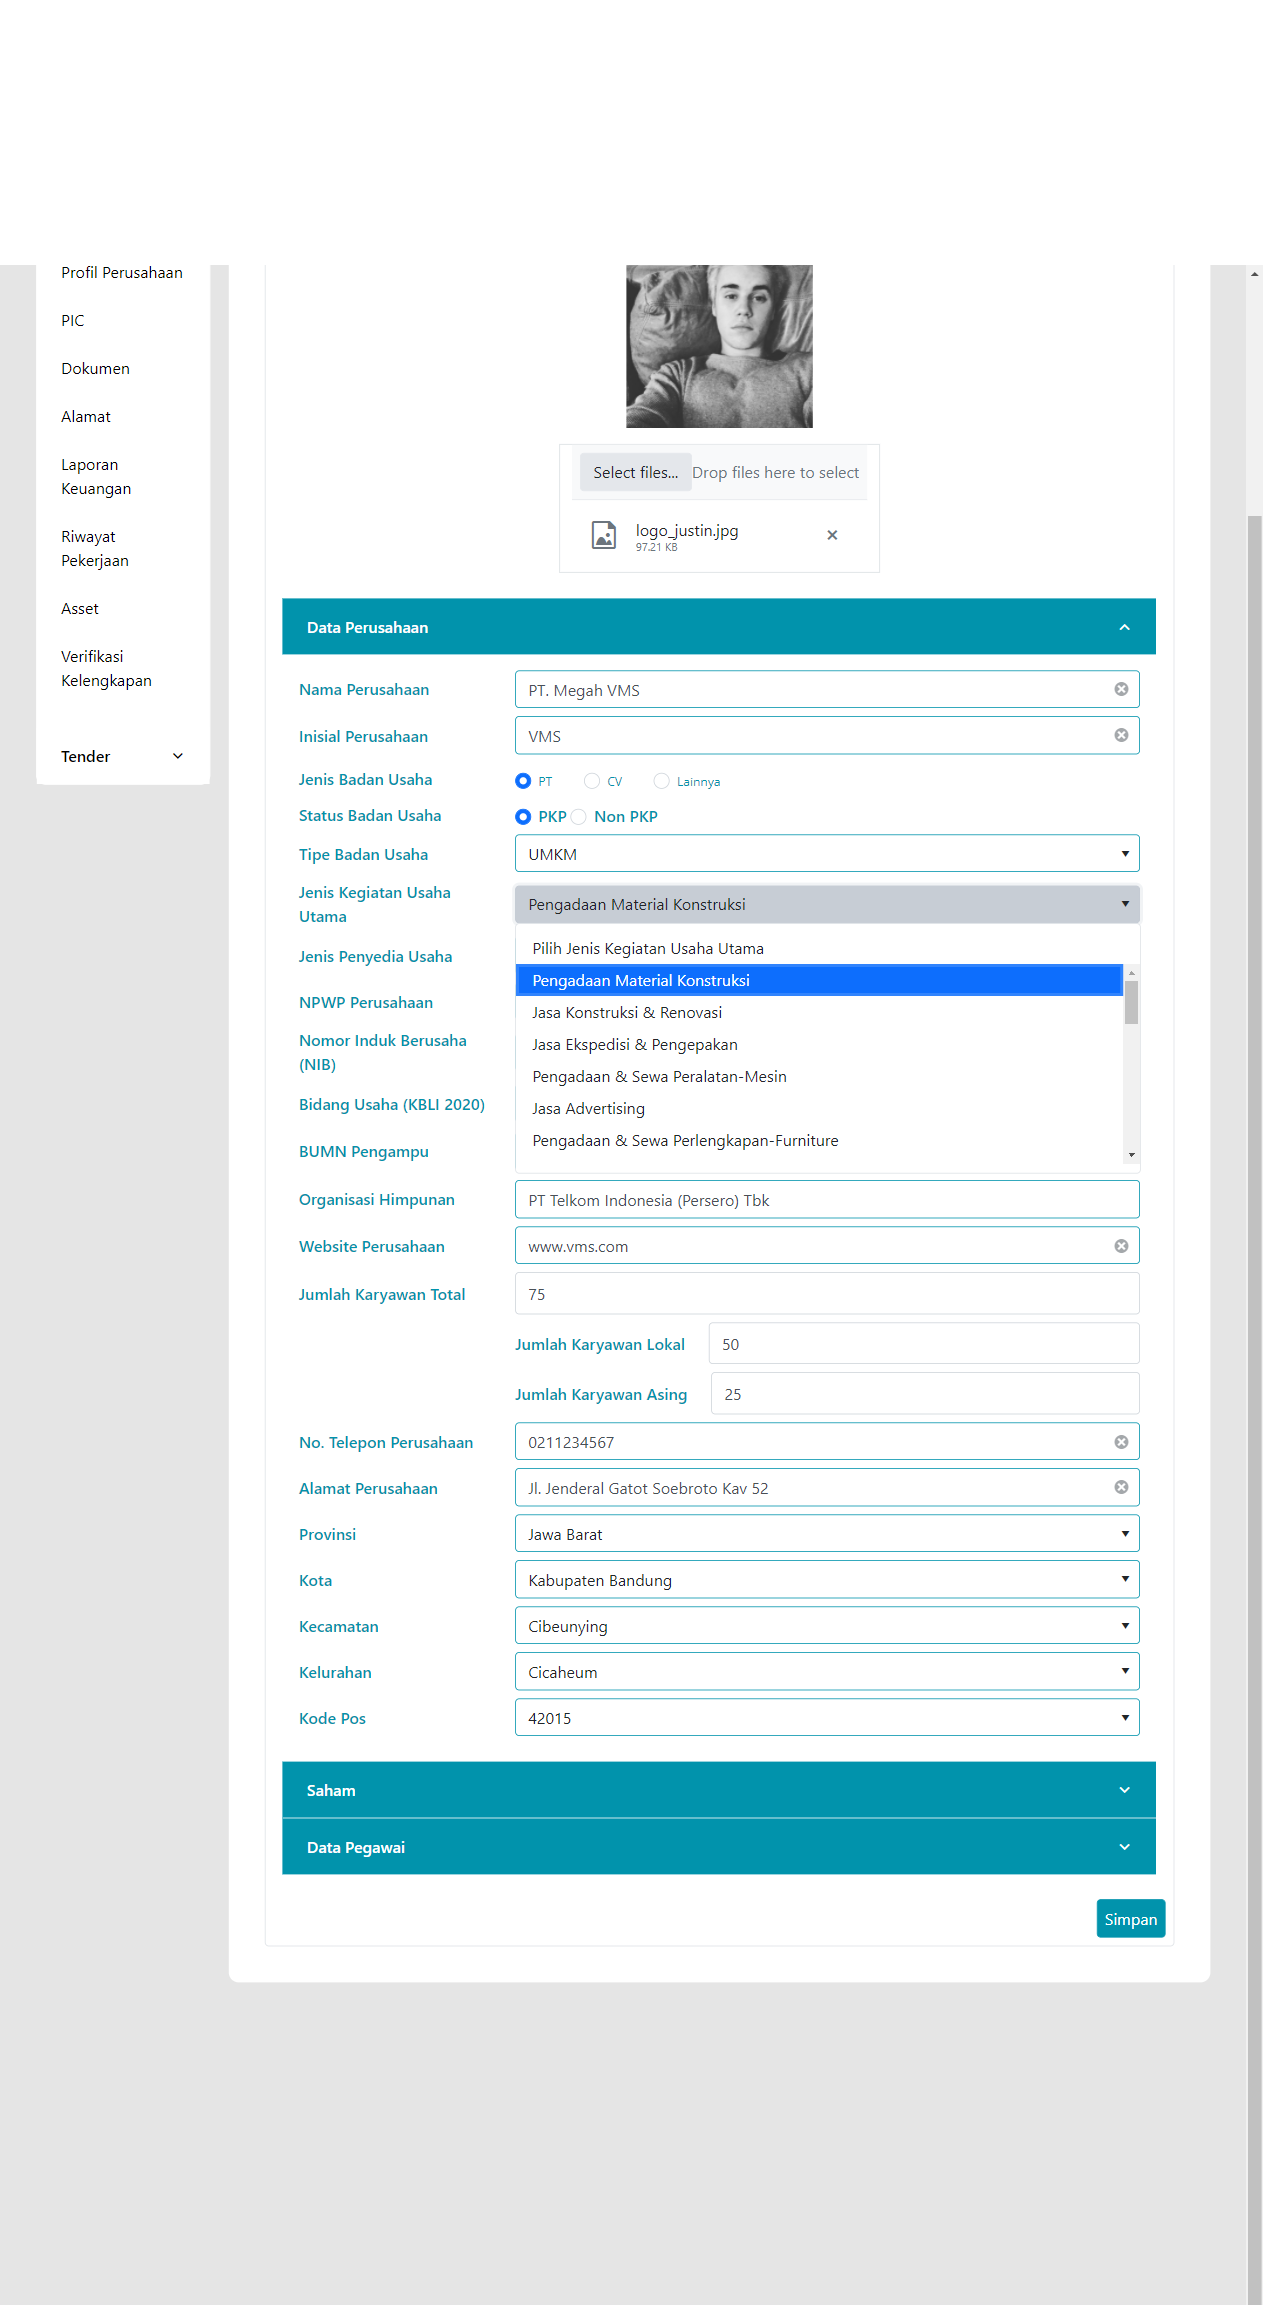 Profil Perusahaan
PIC
Dokumen
Alamat
Laporan
Keuangan
Riwayat
Pekerjaan
Asset
Verifikasi
Kelengkapan
Tender
Select files... Drop files here to select
logo_justin.jpg
97.21 KB
Data Perusahaan
Nama Perusahaan PT. Megah VMS
Inisial Perusahaan VMS
Jenis Badan Usaha PT CV Lainnya
Status Badan Usaha PKP Non PKP
Tipe Badan Usaha UMKM
Jenis Kegiatan Usaha
Utama
Pengadaan Material Konstruksi
Pilih Jenis Kegiatan Usaha Utama
Pengadaan Material Konstruksi
Jasa Konstruksi & Renovasi
Jasa Ekspedisi & Pengepakan
Pengadaan & Sewa Peralatan-Mesin
Jasa Advertising
Pengadaan & Sewa Perlengkapan-Furniture
Jenis Penyedia Usaha
NPWP Perusahaan
Nomor Induk Berusaha
(NIB)
Bidang Usaha (KBLI 2020)
BUMN Pengampu
Organisasi Himpunan PT Telkom Indonesia (Persero) Tbk
Website Perusahaan www.vms.com
Jumlah Karyawan Total 75
Jumlah Karyawan Lokal 50
Jumlah Karyawan Asing 25
No. Telepon Perusahaan 0211234567
Alamat Perusahaan Jl. Jenderal Gatot Soebroto Kav 52
Provinsi Jawa Barat
Kota Kabupaten Bandung
Kecamatan Cibeunying
Kelurahan Cicaheum
Kode Pos 42015
Saham
Data Pegawai
Simpan